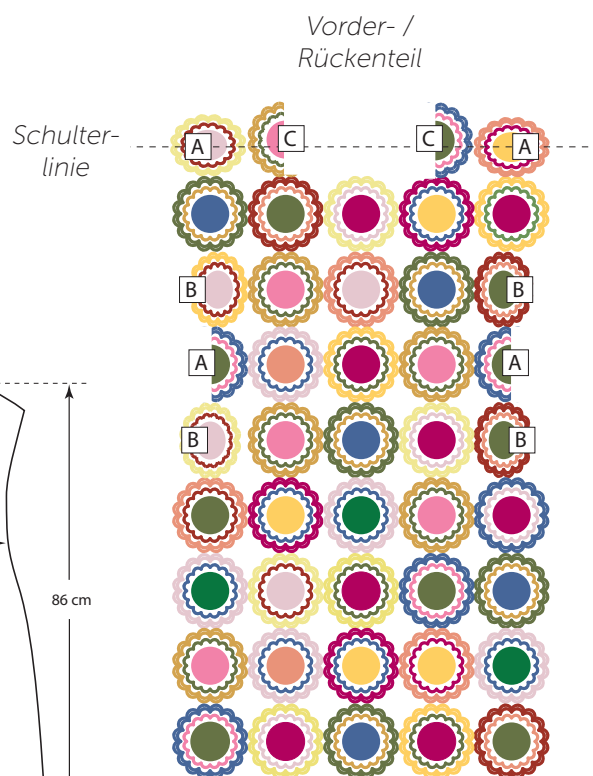 Vorder- /
Rückenteil
Schulter-
linie
A
C
C
A
B
B
A
A
B
B
86 cm